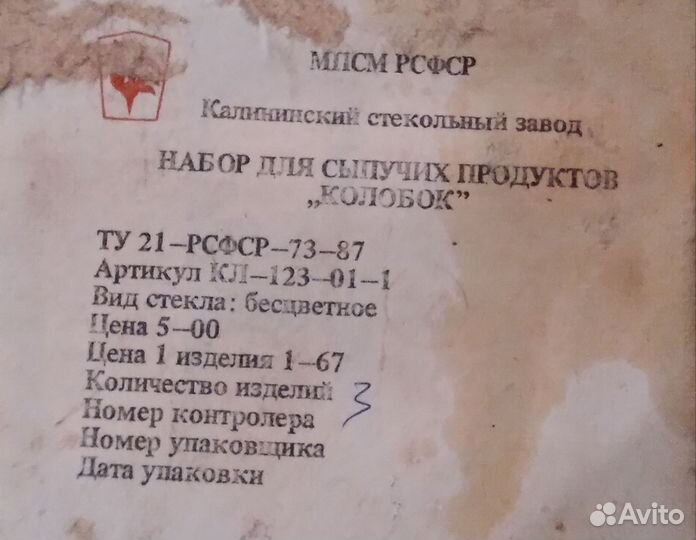 МПСМ РСФСР
Калининский стекольный завод
НАБОР ДЛЯ СЫПУЧИХ ПРОДУКТОВ
„КОЛОБОК”
ТУ 21—РСФСР—73—87
Артикул КЛ—123—01—1
Вид стекла: бесцветное
Цена 5—00
Цена 1 изделия 1—67
Количество изделий 3
Номер контролера
Номер упаковщика
Дата упаковки
Avito